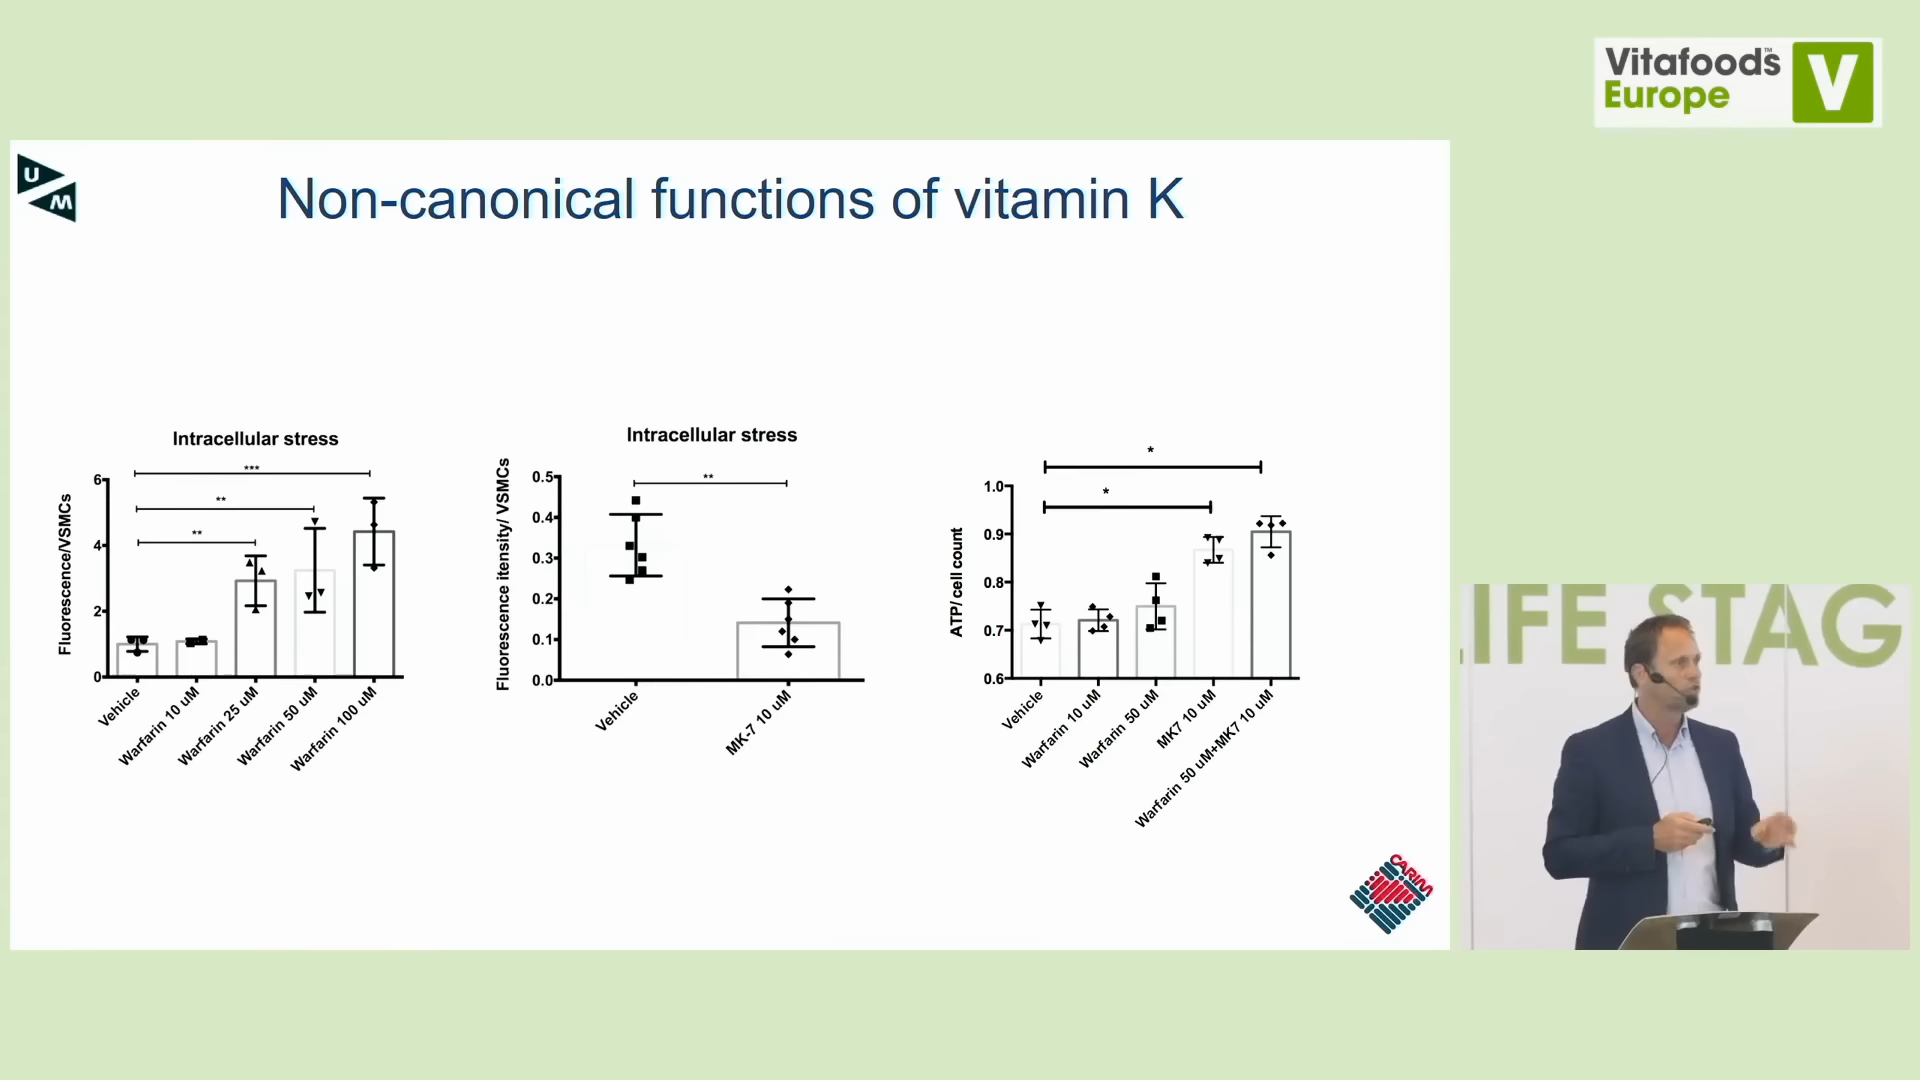 Vitafoods™
Europe
V
U
M
Non-canonical functions of vitamin K
Intracellular stress
***
**
**
Fluorescence/VSMCs
6
4
2
0
Vehicle
Warfarin 10 uM
Warfarin 25 uM
Warfarin 50 uM
Warfarin 100 uM
Intracellular stress
**
Fluorescence itensity/ VSMCs
0.5
0.4
0.3
0.2
0.1
0.0
Vehicle
MK-7 10 uM
*
*
ATP/ cell count
1.0
0.9
0.8
0.7
0.6
Vehicle
Warfarin 10 uM
Warfarin 50 uM
MK7 10 uM
Warfarin 50 uM+MK7 10 uM
CARIM
LIFE STAG